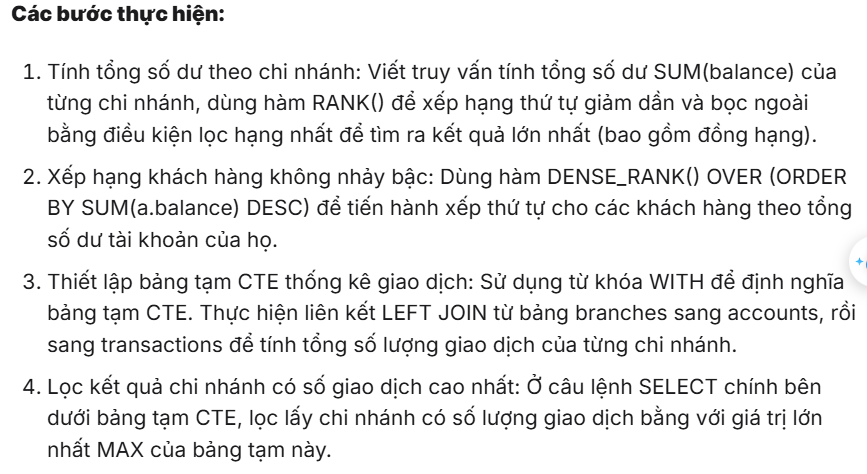 Các bước thực hiện:
1. Tính tổng số dư theo chi nhánh: Viết truy vấn tính tổng số dư SUM(balance) của
từng chi nhánh, dùng hàm RANK() để xếp hạng thứ tự giảm dần và bọc ngoài
bằng điều kiện lọc hạng nhất để tìm ra kết quả lớn nhất (bao gồm đồng hạng).
2. Xếp hạng khách hàng không nhảy bậc: Dùng hàm DENSE_RANK() OVER (ORDER
BY SUM(a.balance) DESC) để tiến hành xếp thứ tự cho các khách hàng theo tổng
số dư tài khoản của họ.
3. Thiết lập bảng tạm CTE thống kê giao dịch: Sử dụng từ khóa WITH để định nghĩa
bảng tạm CTE. Thực hiện liên kết LEFT JOIN từ bảng branches sang accounts, rồi
sang transactions để tính tổng số lượng giao dịch của từng chi nhánh.
4. Lọc kết quả chi nhánh có số giao dịch cao nhất: Ở câu lệnh SELECT chính bên
dưới bảng tạm CTE, lọc lấy chi nhánh có số lượng giao dịch bằng với giá trị lớn
nhất MAX của bảng tạm này.